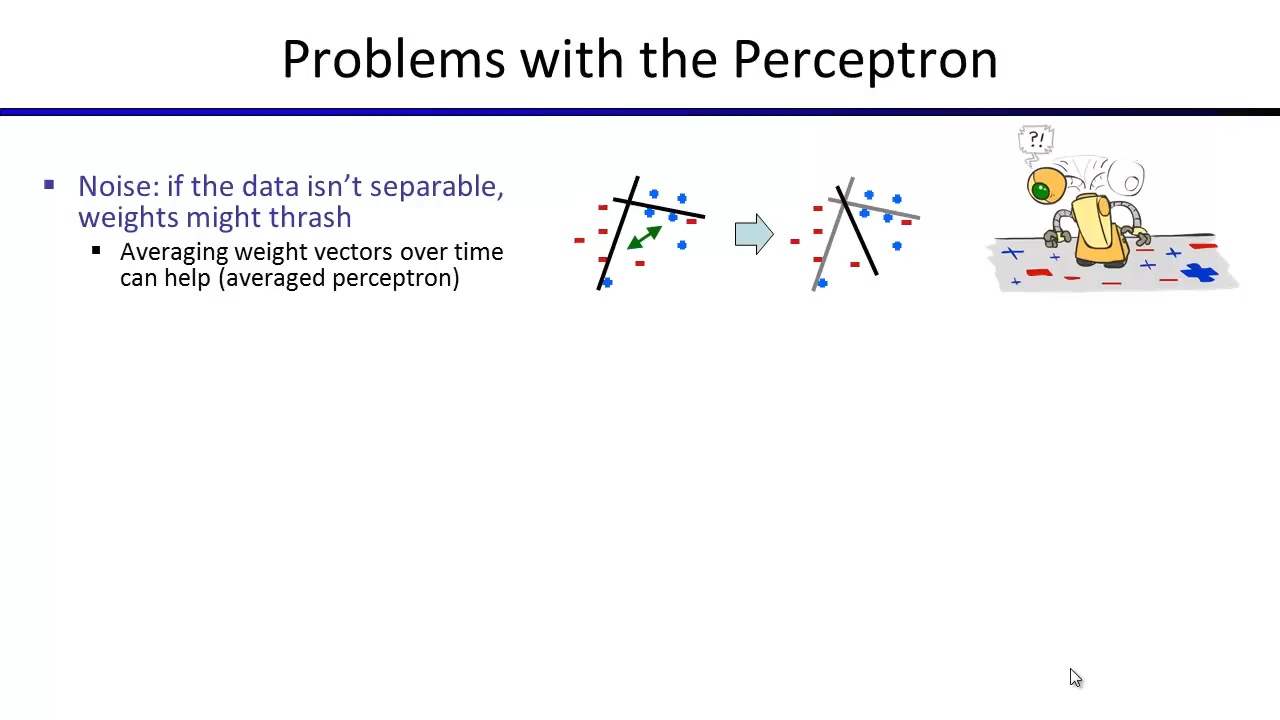 Problems with the Perceptron
?!
Noise: if the data isn't separable,
weights might thrash
Averaging weight vectors over time
can help (averaged perceptron)